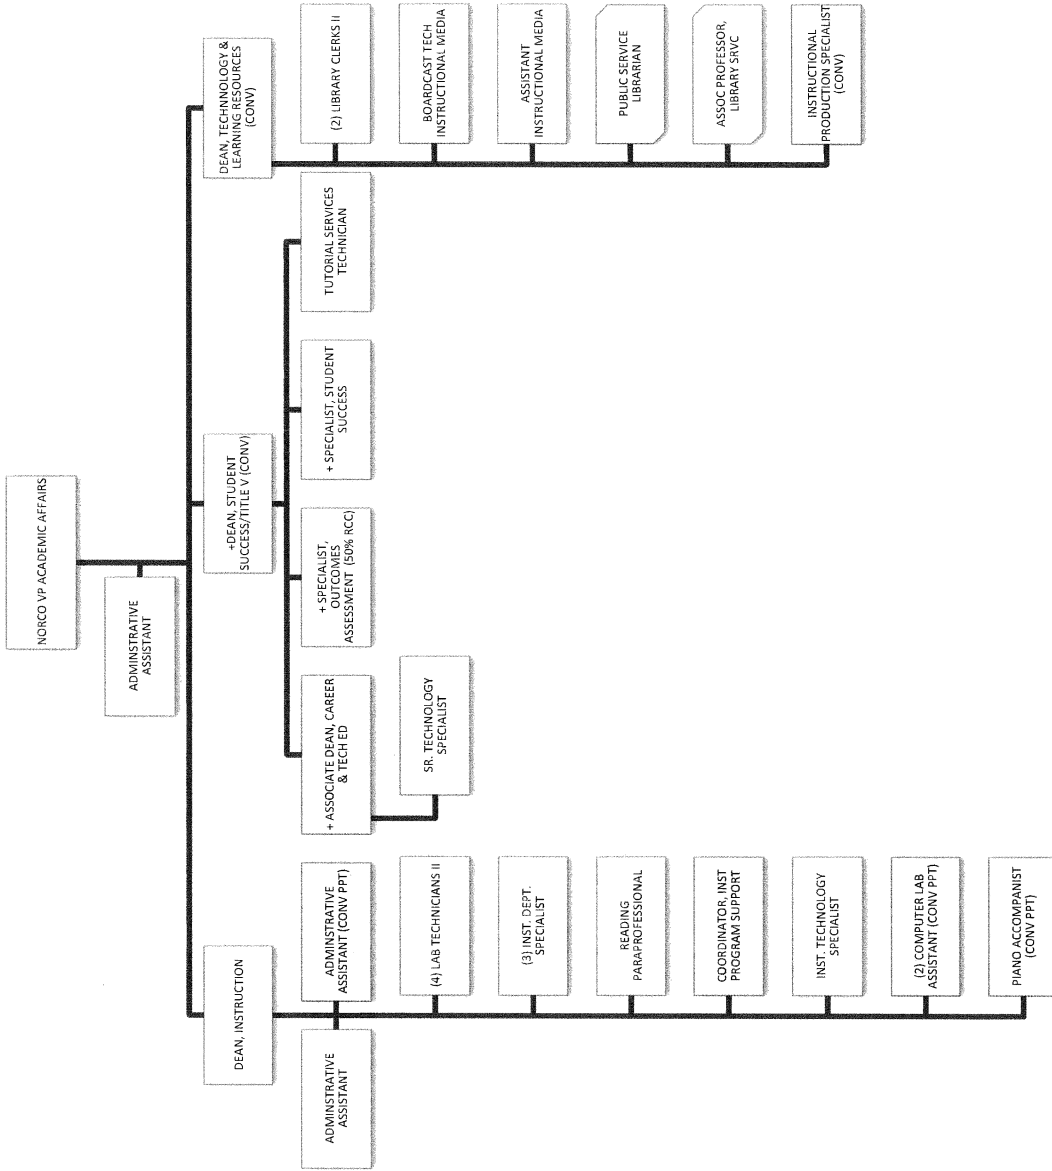 NORCO VP ACADEMIC AFFAIRS
ADMINSTRATIVE
ASSISTANT
DEAN, INSTRUCTION
ADMINSTRATIVE
ASSISTANT
ADMINSTRATIVE
ASSISTANT (CONV PPT)
(4) LAB TECHNICIANS II
(3) INST. DEPT.
SPECIALIST
READING
PARAPROFESSIONAL
COORDINATOR, INST
PROGRAM SUPPORT
INST. TECHNOLOGY
SPECIALIST
(2) COMPUTER LAB
ASSISTANT (CONV PPT)
PIANO ACCOMPANIST
(CONV PPT)
+DEAN, STUDENT
SUCCESS/TITLE V (CONV)
+ ASSOCIATE DEAN, CAREER
& TECH ED
SR. TECHNOLOGY
SPECIALIST
+ SPECIALIST,
OUTCOMES
ASSESSMENT (50% RCC)
+ SPECIALIST, STUDENT
SUCCESS
TUTORIAL SERVICES
TECHNICIAN
DEAN, TECHNNOLOGY &
LEARNING RESOURCES
(CONV)
(2) LIBRARY CLERKS II
BOARDCAST TECH
INSTRUCTIONAL MEDIA
ASSISTANT
INSTRUCTIONAL MEDIA
PUBLIC SERVICE
LIBRARIAN
ASSOC PROFESSOR,
LIBRARY SRVC
INSTRUCTIONAL
PRODUCTION SPECIALIST
(CONV)